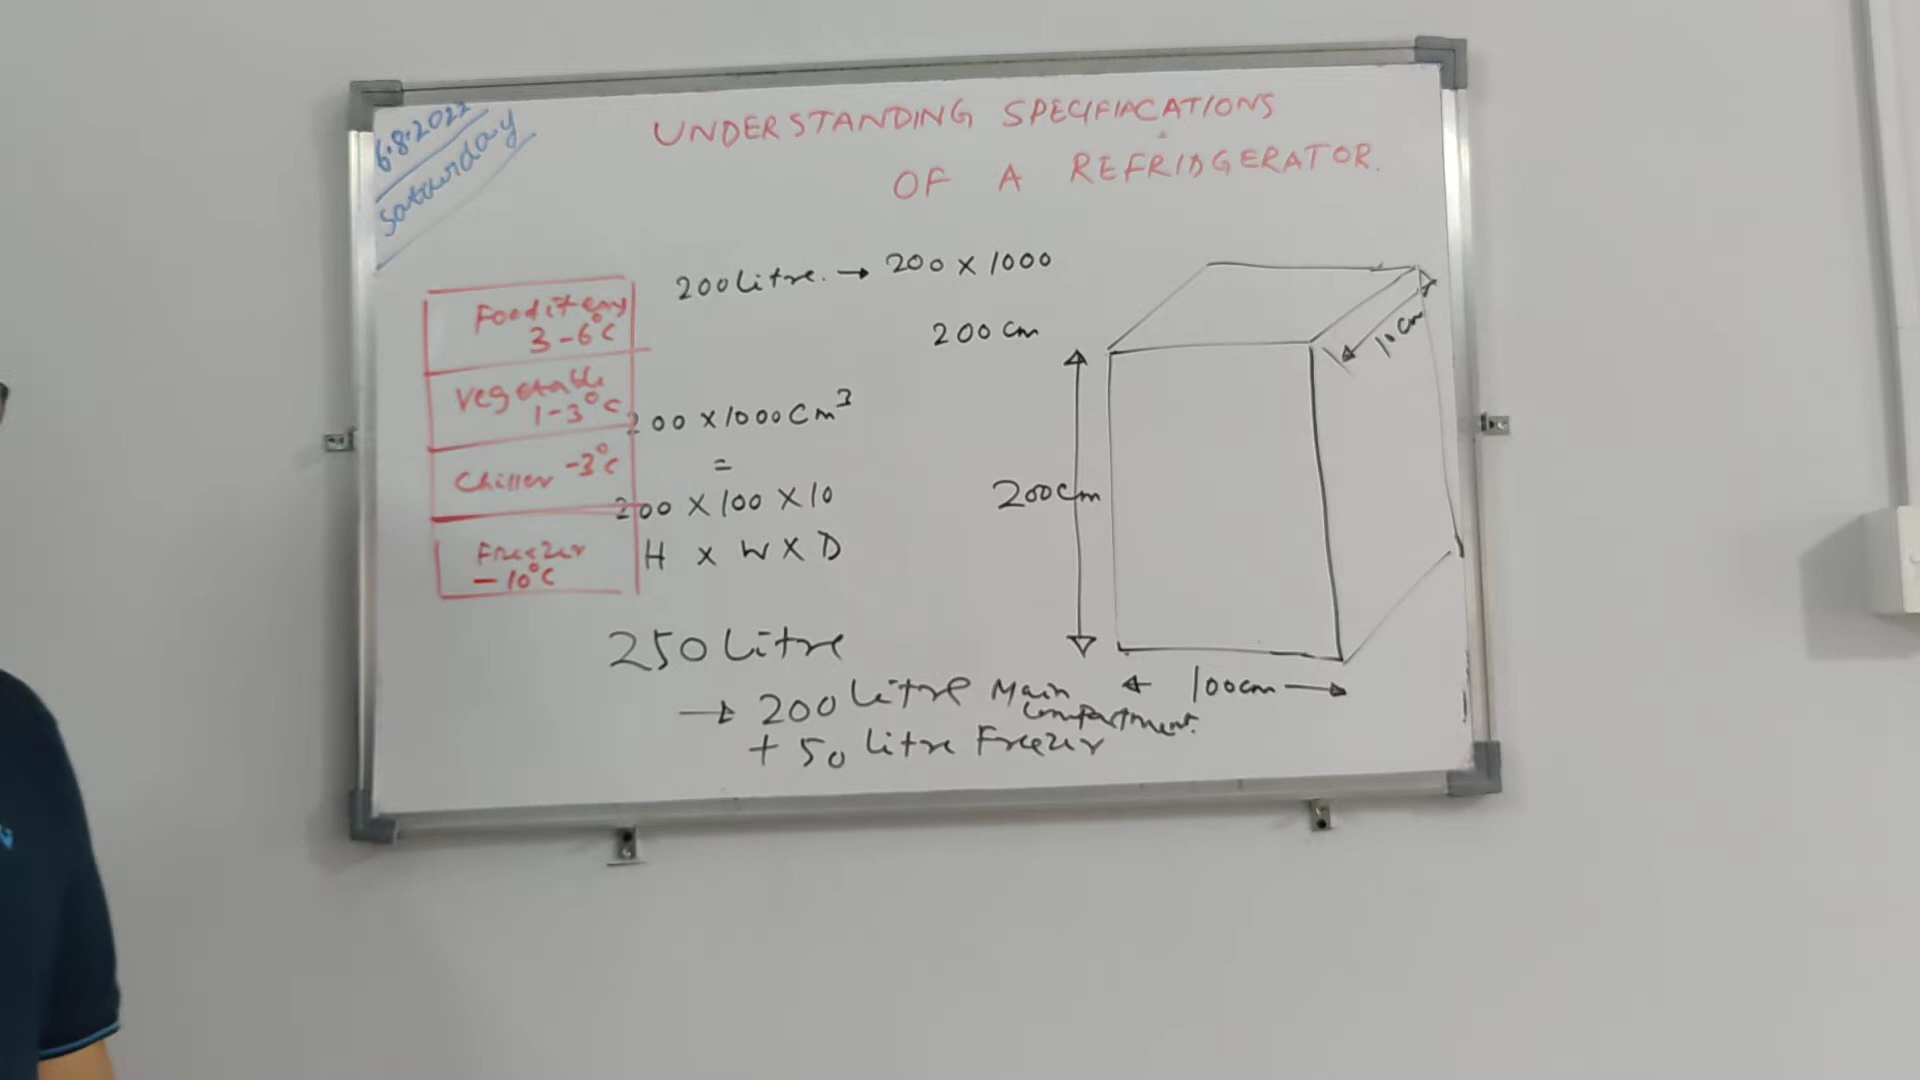 6.8.2022
Saturday
UNDERSTANDING SPECIFIACATIONS
OF A REFRIDGERATOR.
Food items
3-6°C
Vegetable
1-3°C
Chiller -3°C
Freezer
-10°C
200 Litre. → 200 x 1000
200 cm
200 x 1000 Cm³
=
200 x 100 x 10
H x W x D
10 cm
200cm
100cm
250 Litre
→ 200 Litre Main
Compartment.
+ 50 Litre Freezer